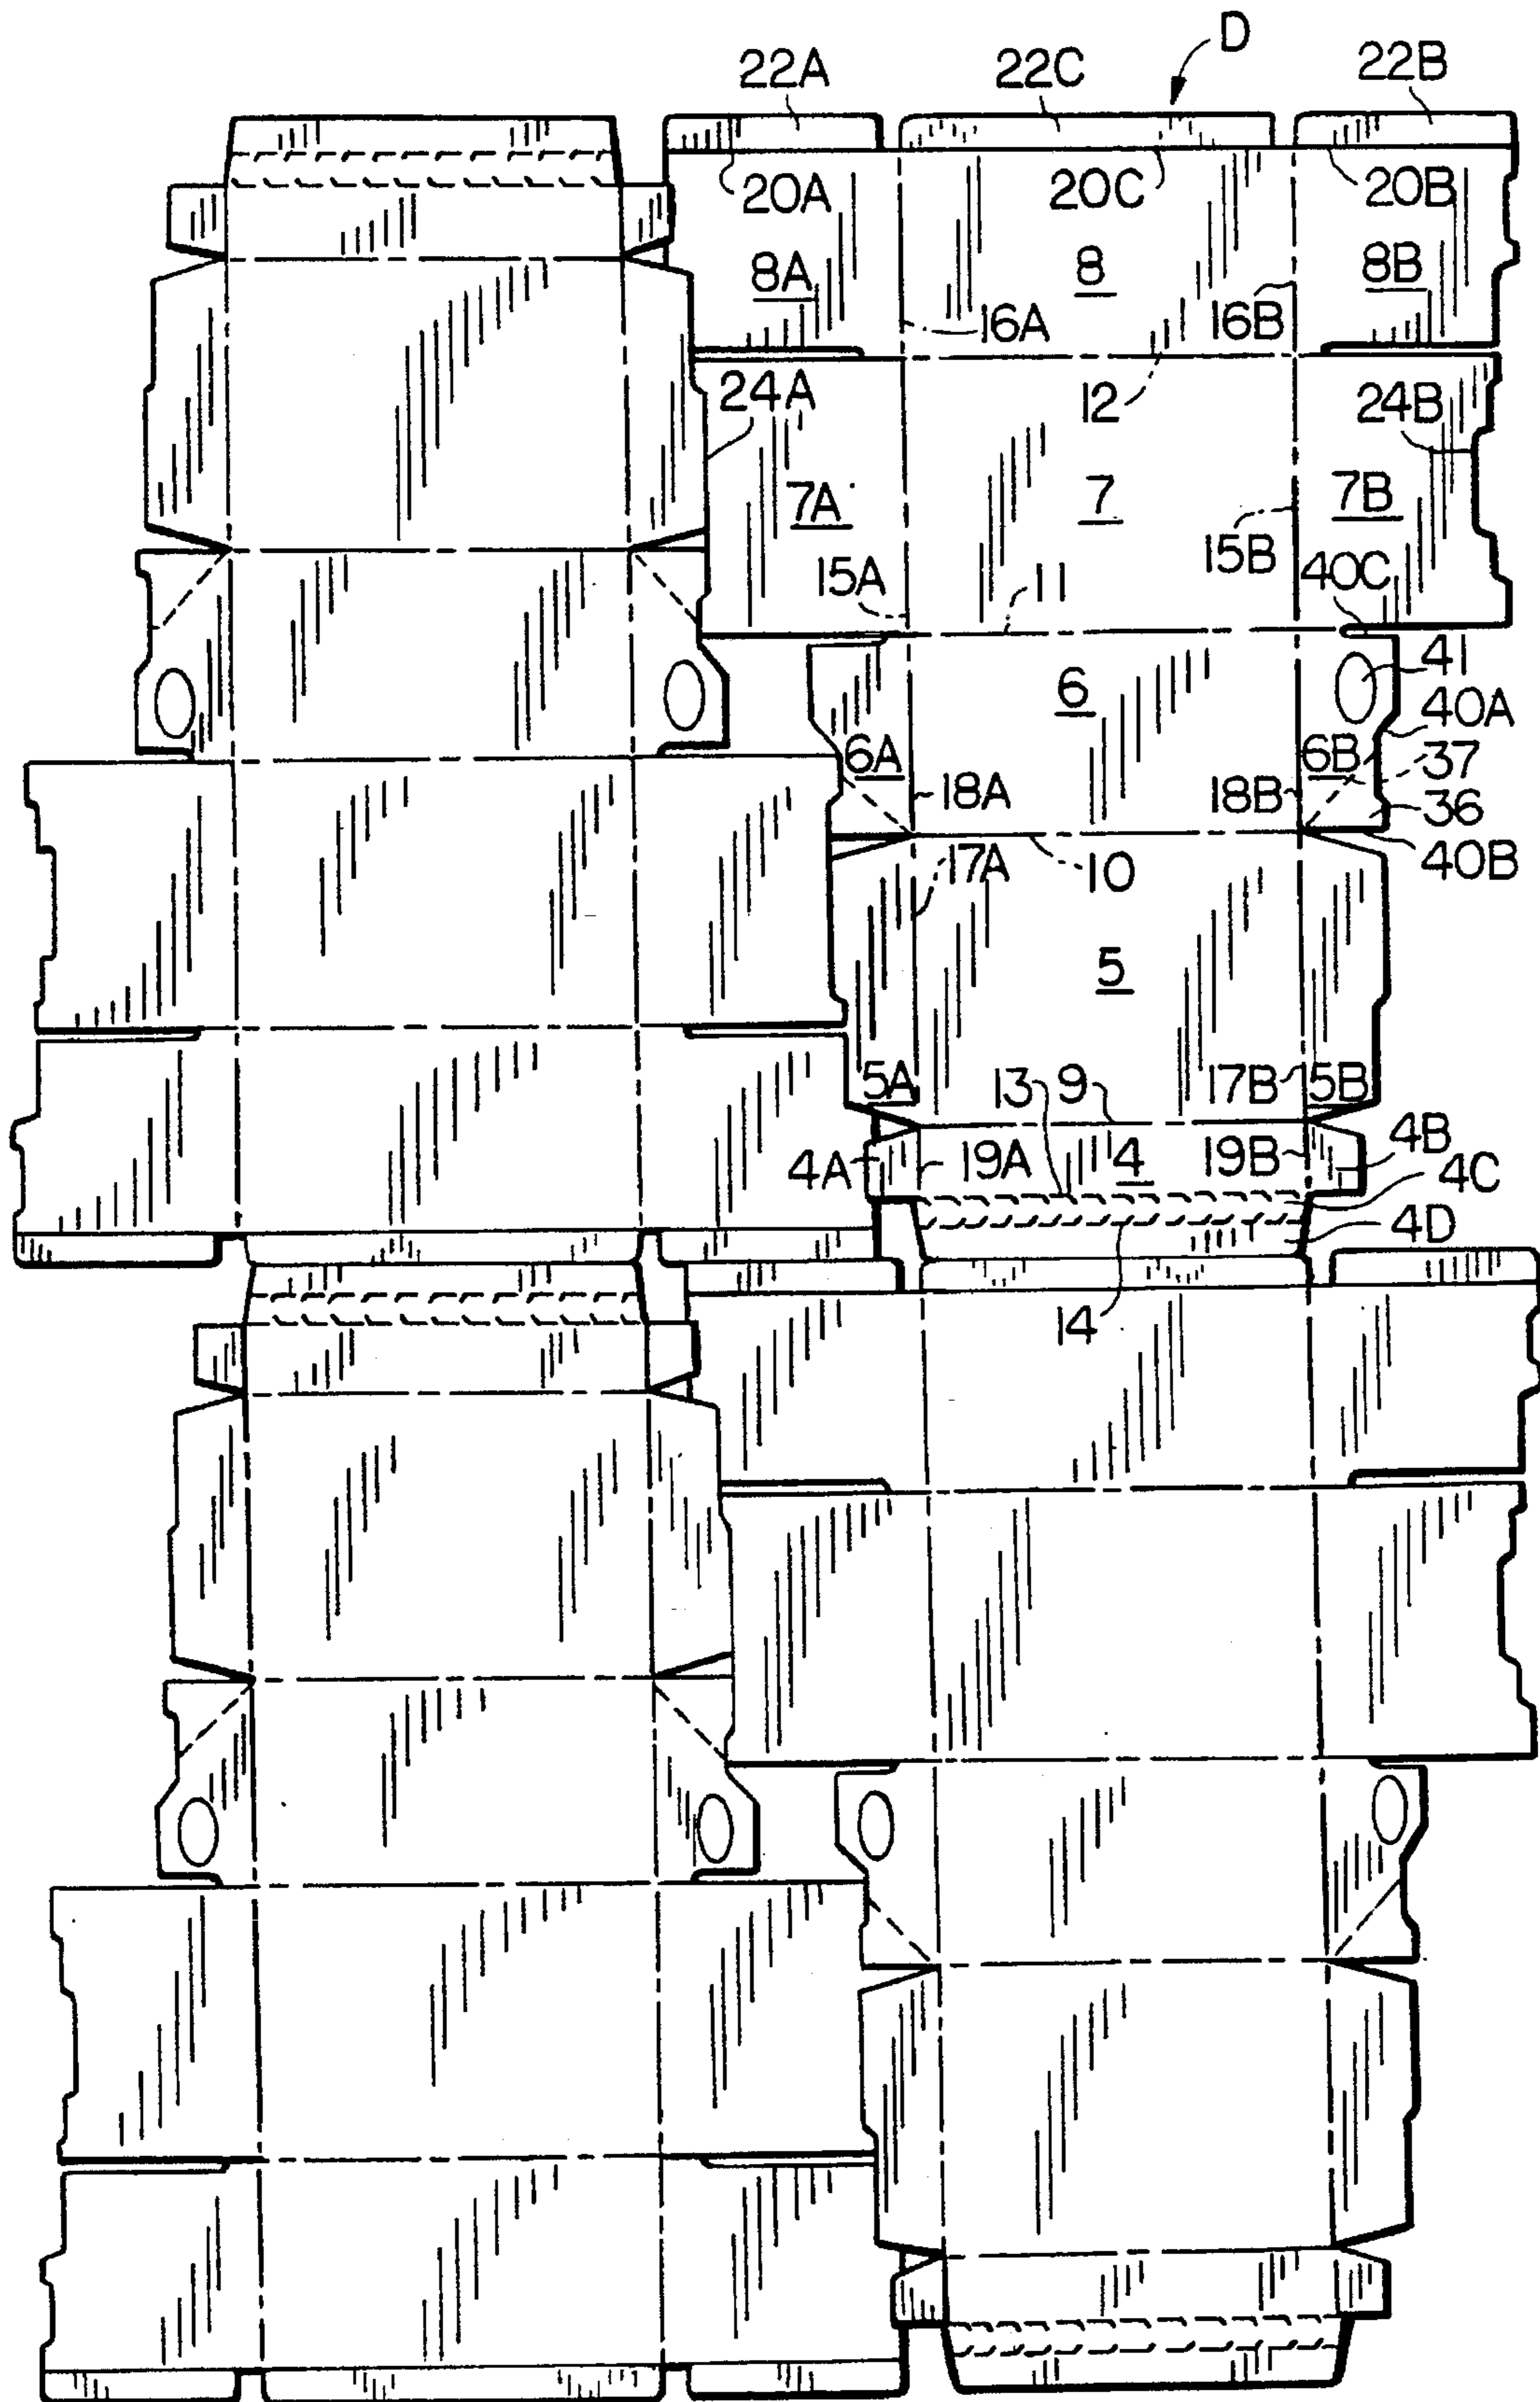 D
22A 22C 22B
20A 20C 20B
8A 8 8B
16A 16B
12
24A 24B
7A 7 7B
15A 11 15B 40C
41
6 40A
6A 6B 37
18A 18B 36
17A 10 40B
5
5A 13 9 17B 5B
4A 19A 4 19B 4B
4C
4D
14